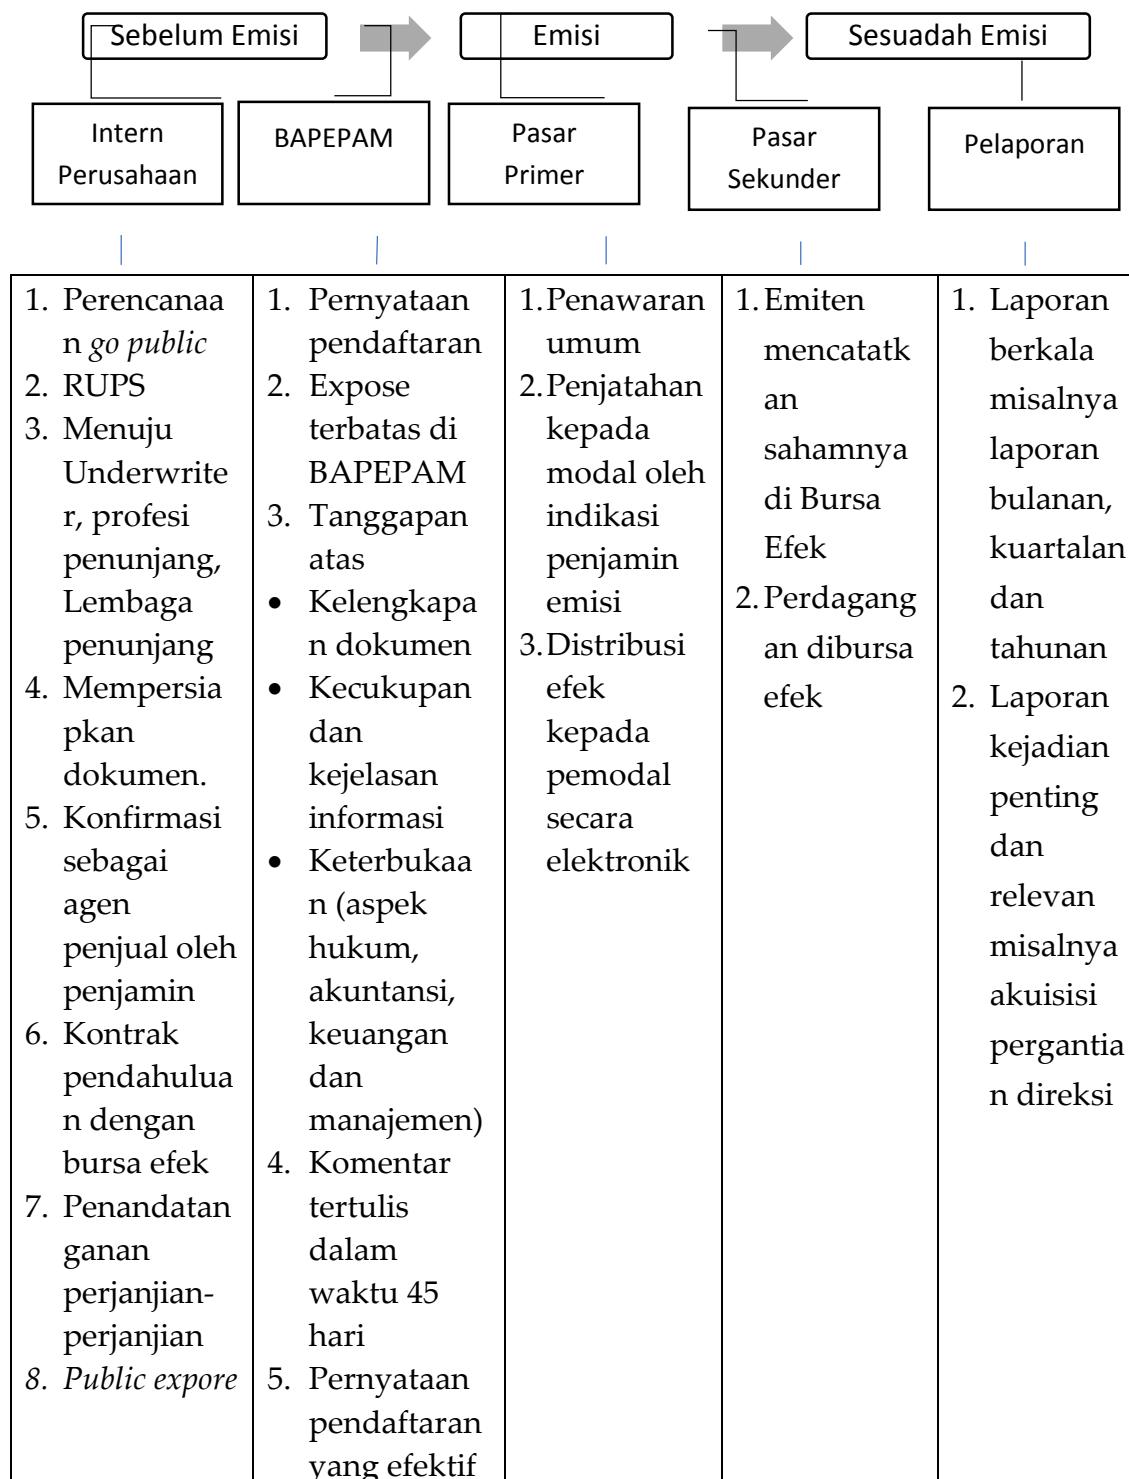 Sebelum Emisi
Emisi
Sesuadah Emisi
Intern
Perusahaan
BAPEPAM
Pasar
Primer
Pasar
Sekunder
Pelaporan
1. Perencanaa
n go public
2. RUPS
3. Menuju
Underwrite
r, profesi
penunjang,
Lembaga
penunjang
4. Mempersia
pkan
dokumen.
5. Konfirmasi
sebagai
agen
penjual oleh
penjamin
6. Kontrak
pendahulua
n dengan
bursa efek
7. Penandatan
ganan
perjanjian-
perjanjian
8. Public expore
1. Pernyataan
pendaftaran
2. Expose
terbatas di
BAPEPAM
3. Tanggapan
atas
• Kelengkapa
n dokumen
• Kecukupan
dan
kejelasan
informasi
• Keterbukaa
n (aspek
hukum,
akuntansi,
keuangan
dan
manajemen)
4. Komentar
tertulis
dalam
waktu 45
hari
5. Pernyataan
pendaftaran
yang efektif
1. Penawaran
umum
2. Penjatahan
kepada
modal oleh
indikasi
penjamin
emisi
3. Distribusi
efek
kepada
pemodal
secara
elektronik
1. Emiten
mencatatk
an
sahamnya
di Bursa
Efek
2. Perdagang
an dibursa
efek
1. Laporan
berkala
misalnya
laporan
bulanan,
kuartalan
dan
tahunan
2. Laporan
kejadian
penting
dan
relevan
misalnya
akuisisi
pergantia
n direksi